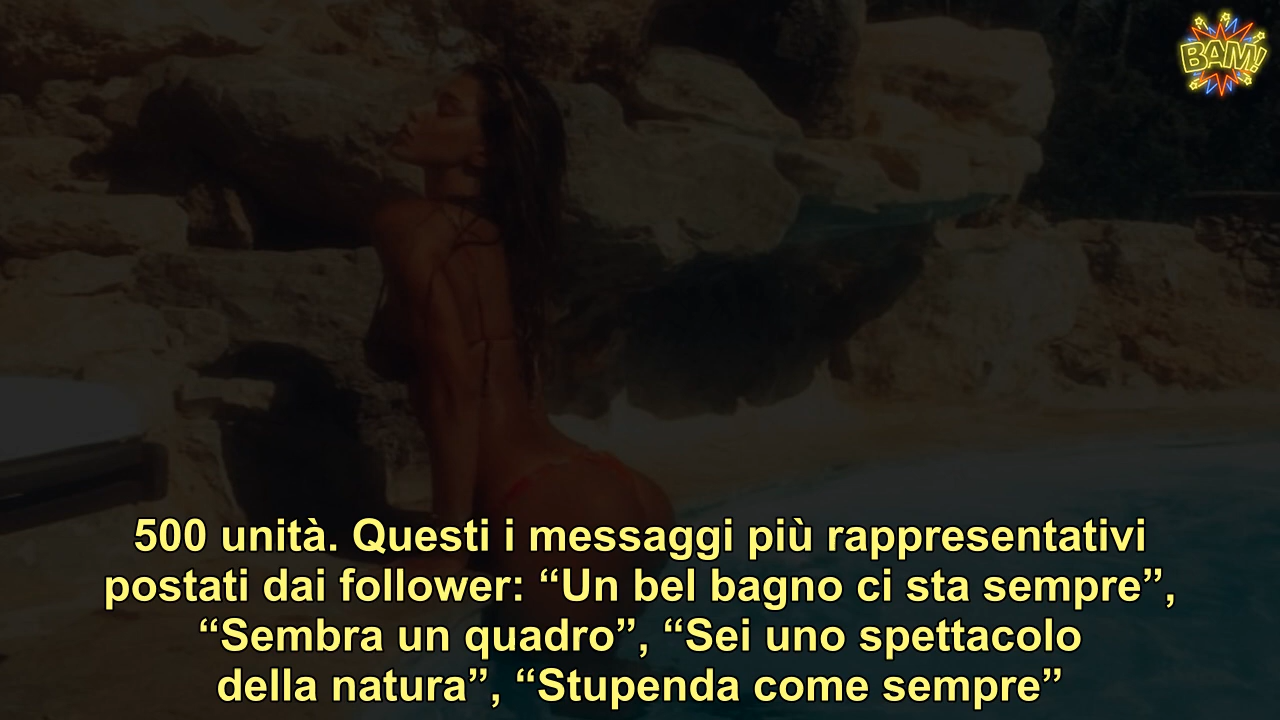 BAM!
500 unità. Questi i messaggi più rappresentativi
postati dai follower: “Un bel bagno ci sta sempre”,
“Sembra un quadro”, “Sei uno spettacolo
della natura”, “Stupenda come sempre”